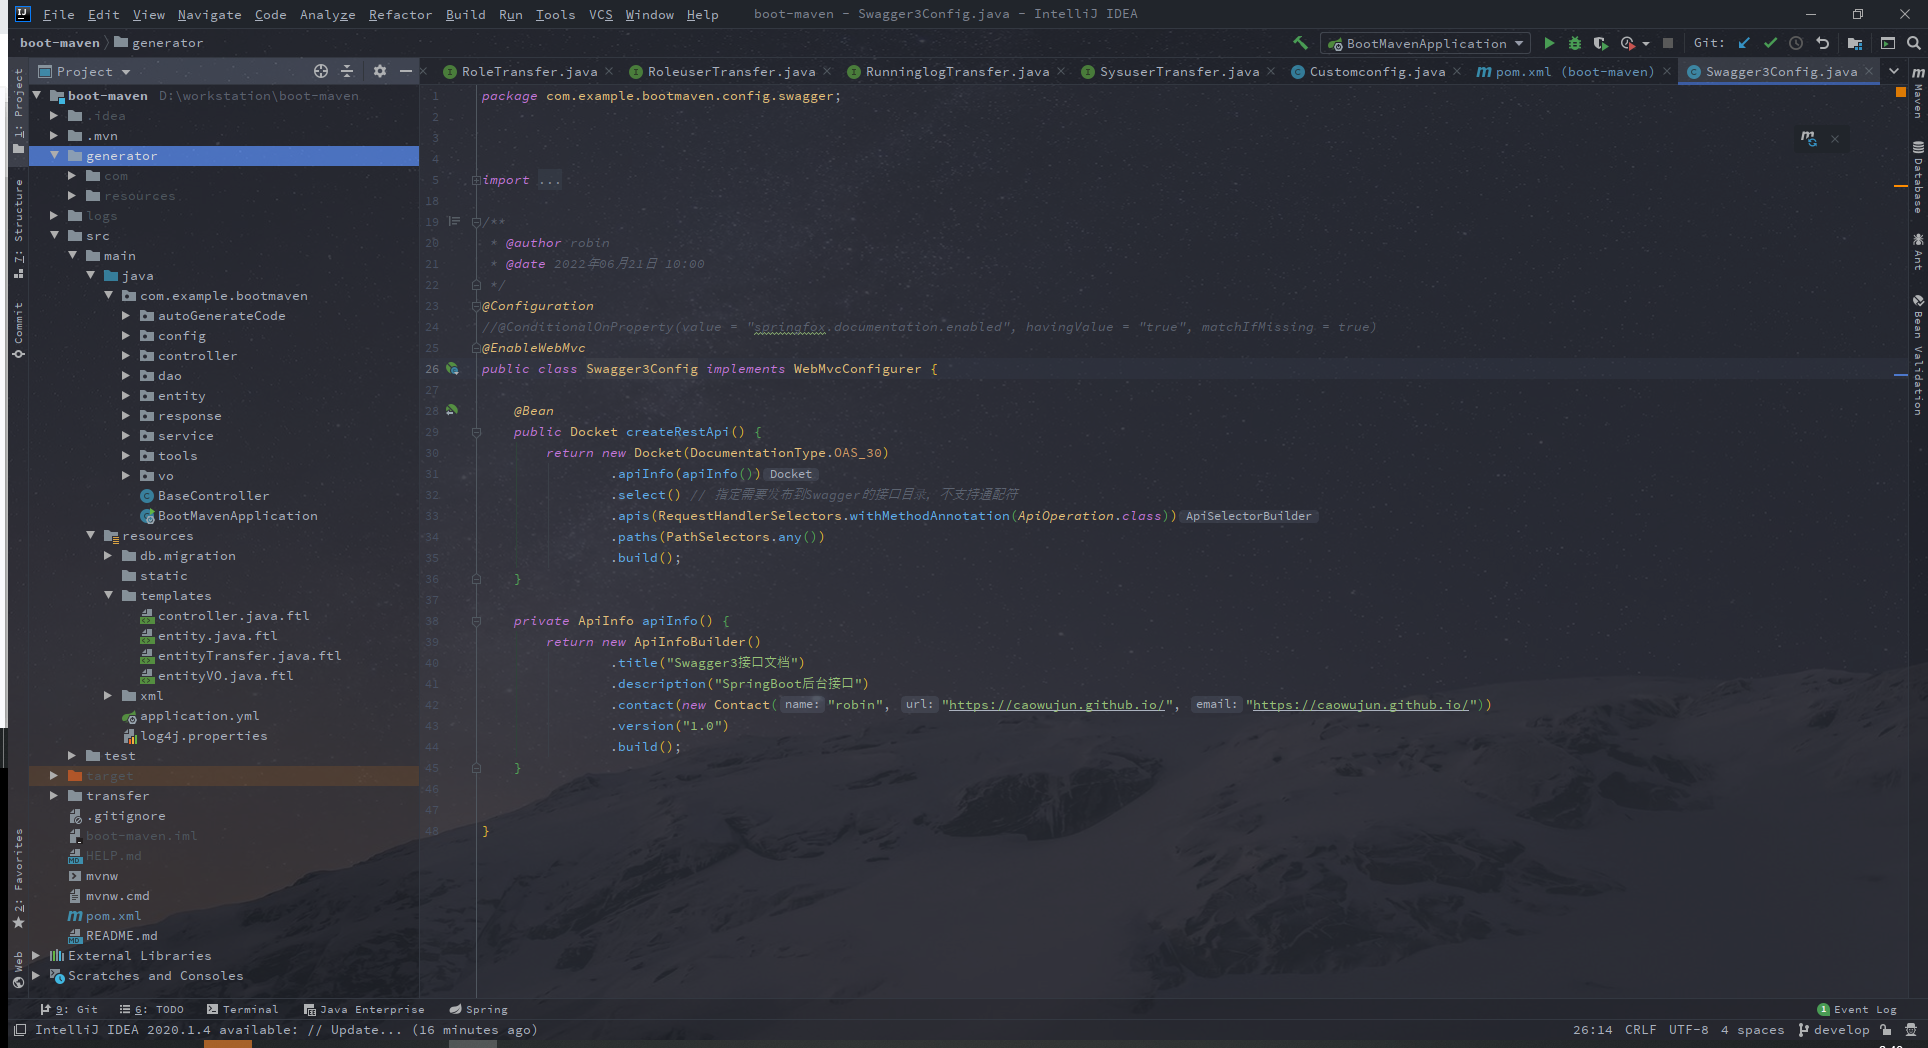 File Edit View Navigate Code Analyze Refactor Build Run Tools VCS Window Help boot-maven - Swagger3Config.java - IntelliJ IDEA
boot-maven generator BootMavenApplication Git:
Project RoleTransfer.java RoleuserTransfer.java RunninglogTransfer.java SysuserTransfer.java Customconfig.java pom.xml (boot-maven) Swagger3Config.java
1: Project
7: Structure
Commit
2: Favorites
Web
boot-maven D:\workstation\boot-maven
.idea
.mvn
generator
com
resources
logs
src
main
java
com.example.bootmaven
autoGenerateCode
config
controller
dao
entity
response
service
tools
vo
BaseController
BootMavenApplication
resources
db.migration
static
templates
controller.java.ftl
entity.java.ftl
entityTransfer.java.ftl
entityVO.java.ftl
xml
application.yml
log4j.properties
test
target
transfer
.gitignore
boot-maven.iml
HELP.md
mvnw
mvnw.cmd
pom.xml
README.md
External Libraries
Scratches and Consoles
1 package com.example.bootmaven.config.swagger;
2
3
4
5 import ...
18
19 /**
20 * @author robin
21 * @date 2022年06月21日 10:00
22 */
23 @Configuration
24 //@ConditionalOnProperty(value = "springfox.documentation.enabled", havingValue = "true", matchIfMissing = true)
25 @EnableWebMvc
26 public class Swagger3Config implements WebMvcConfigurer {
27
28 @Bean
29 public Docket createRestApi() {
30 return new Docket(DocumentationType.OAS_30)
31 .apiInfo(apiInfo()) Docket
32 .select() // 指定需要发布到Swagger的接口目录，不支持通配符
33 .apis(RequestHandlerSelectors.withMethodAnnotation(ApiOperation.class)) ApiSelectorBuilder
34 .paths(PathSelectors.any())
35 .build();
36 }
37
38 private ApiInfo apiInfo() {
39 return new ApiInfoBuilder()
40 .title("Swagger3接口文档")
41 .description("SpringBoot后台接口")
42 .contact(new Contact( name: "robin", url: "https://caowujun.github.io/", email: "https://caowujun.github.io/"))
43 .version("1.0")
44 .build();
45 }
46
47
48 }
Maven
Database
Ant
Bean Validation
9: Git 6: TODO Terminal Java Enterprise Spring 1 Event Log
IntelliJ IDEA 2020.1.4 available: // Update... (16 minutes ago) 26:14 CRLF UTF-8 4 spaces develop